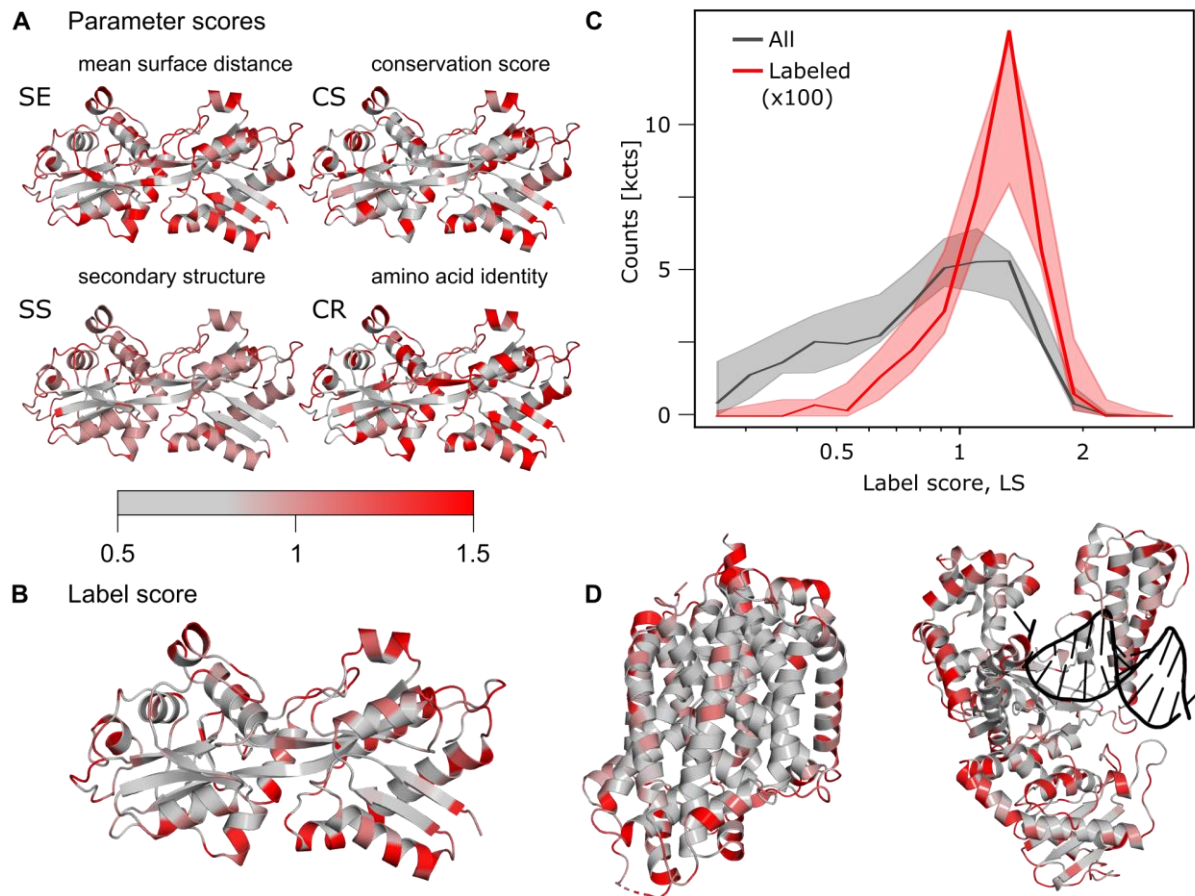 A Parameter scores
mean surface distance
conservation score
SE
CS
secondary structure
amino acid identity
SS
CR
0.5
1
1.5
B Label score
C
All
Labeled
(x100)
Counts [kcts]
10
5
0
0.5
1
2
Label score, LS
D